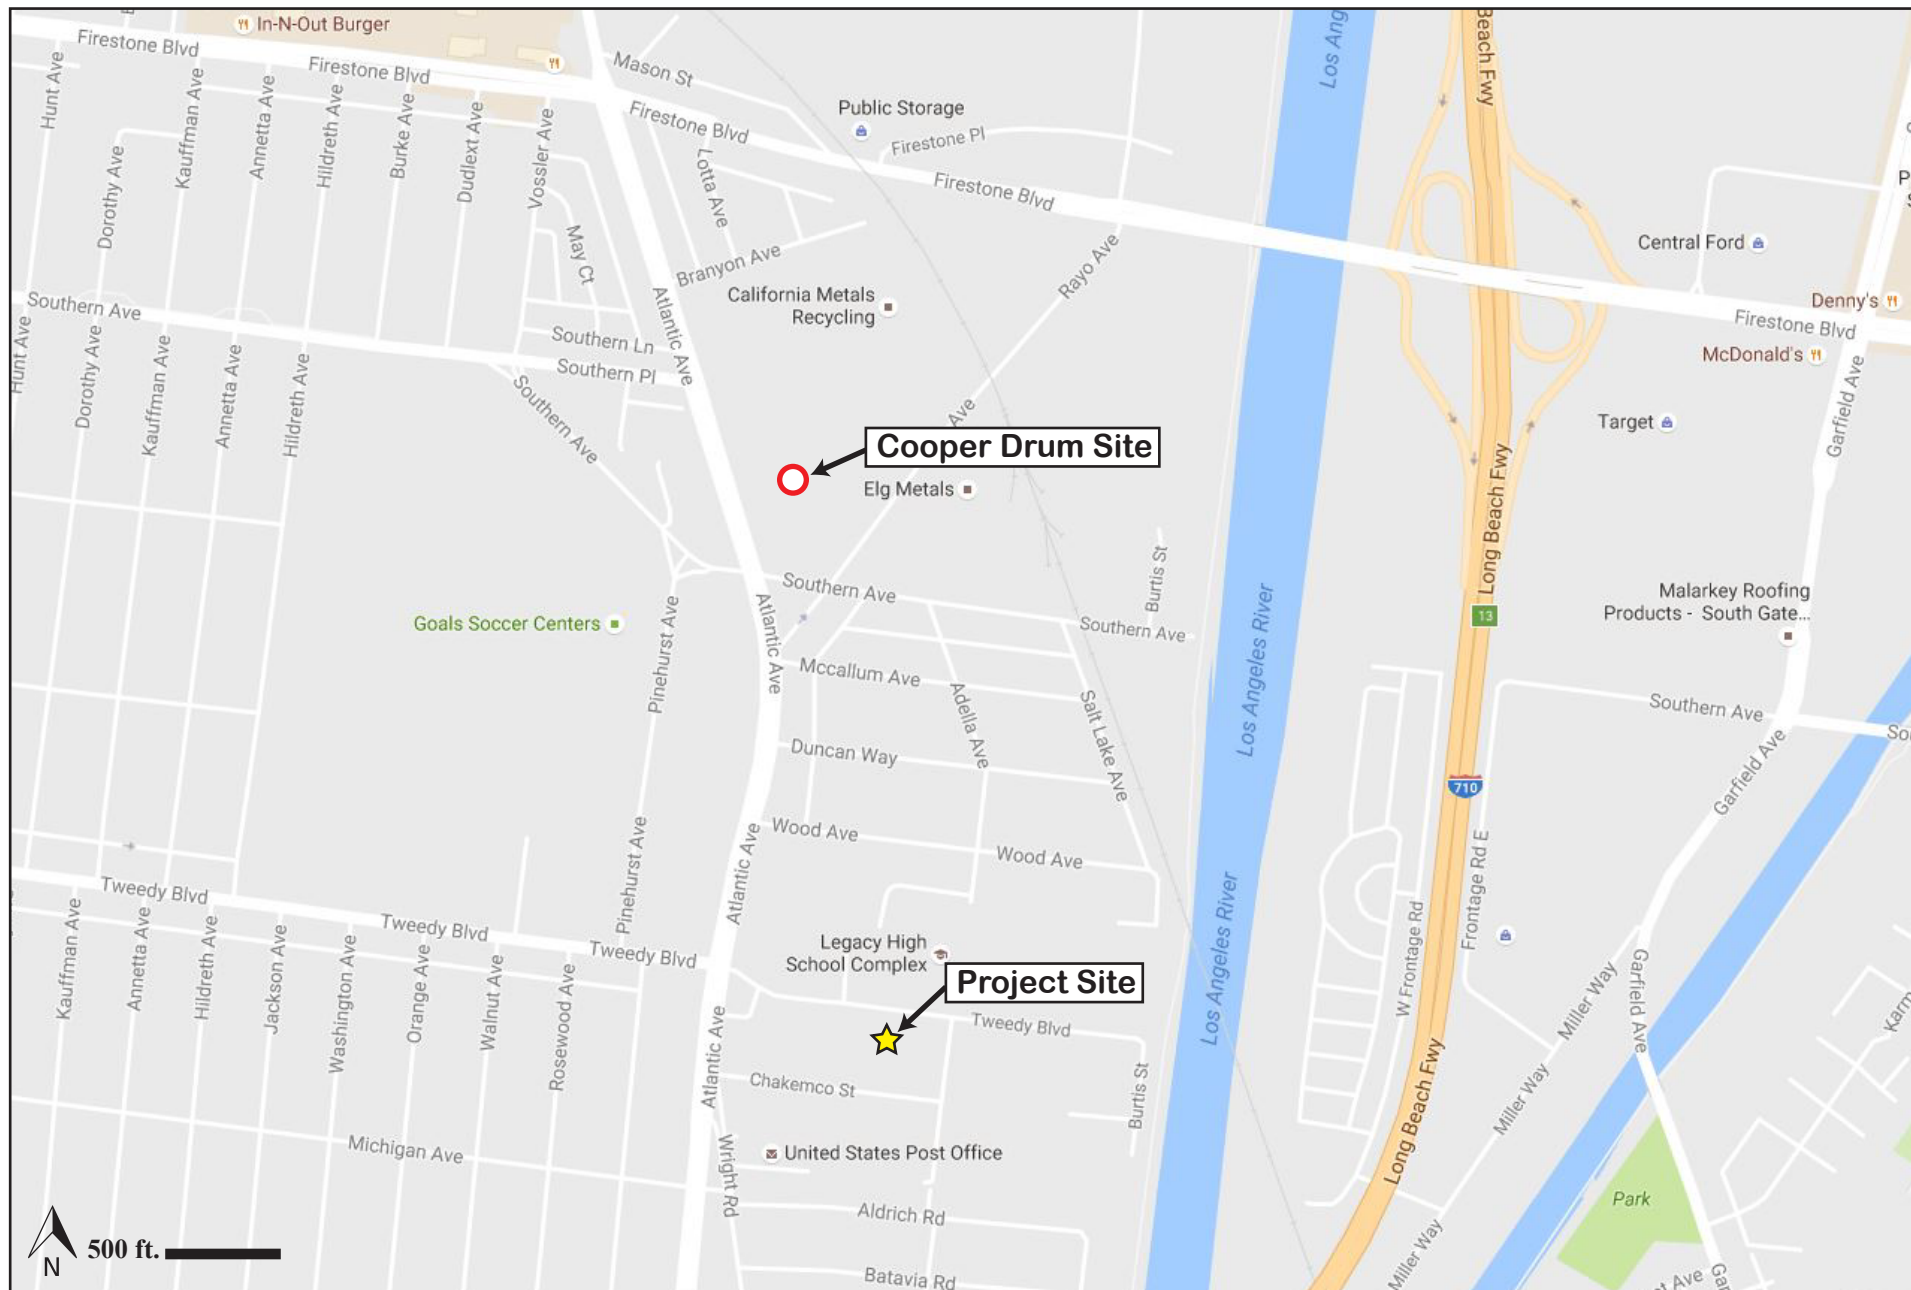 In-N-Out Burger
Firestone Blvd
Firestone Blvd
Mason St
Firestone Blvd
Public Storage
Firestone Pl
Firestone Blvd
Los Ang
Beach Fwy
Hunt Ave
Kauffman Ave
Annetta Ave
Hildreth Ave
Burke Ave
Dudlext Ave
Vossler Ave
Dorothy Ave
Lotta Ave
May Ct
Branyon Ave
Rayo Ave
Central Ford
Denny's
Firestone Blvd
McDonald's
Southern Ave
California Metals
Recycling
Atlantic Ave
Southern Ln
Southern Pl
Southern Ave
Hunt Ave
Dorothy Ave
Kauffman Ave
Annetta Ave
Hildreth Ave
Ave
Garfield Ave
Target
Cooper Drum Site
Elg Metals
Long Beach Fwy
Burtis St
Southern Ave
Southern Ave
Malarkey Roofing
Products - South Gate...
13
Goals Soccer Centers
Pinehurst Ave
Atlantic Ave
Mccallum Ave
Adella Ave
Salt Lake Ave
Los Angeles River
Southern Ave
So
Duncan Way
Garfield Ave
710
Wood Ave
Wood Ave
Pinehurst Ave
Atlantic Ave
Frontage Rd E
Tweedy Blvd
Tweedy Blvd
Tweedy Blvd
Los Angeles River
W Frontage Rd
Legacy High
School Complex
Project Site
Kauffman Ave
Annetta Ave
Hildreth Ave
Jackson Ave
Washington Ave
Orange Ave
Walnut Ave
Rosewood Ave
Atlantic Ave
Tweedy Blvd
Miller Way
Garfield Ave
Karm
Chakemco St
Burtis St
Long Beach Fwy
Miller Way
Michigan Ave
United States Post Office
Wright Rd
Aldrich Rd
Park
Miller Way
500 ft.
N
Batavia Rd
t Ave
Gar